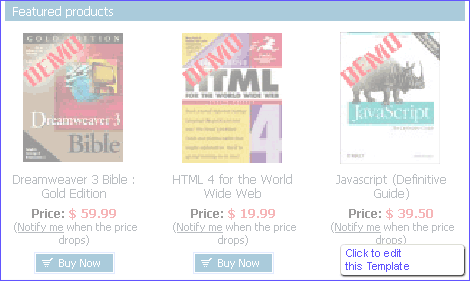 Featured products
GOLD EDITION
DEMO
Dreamweaver 3
Bible
DEMO
HTML
FOR THE WORLD WIDE WEB
4
DEMO
JavaScript
Dreamweaver 3 Bible :
Gold Edition
HTML 4 for the World
Wide Web
Javascript (Definitive
Guide)
Price: $ 59.99
Price: $ 19.99
Price: $ 39.50
(Notify me when the price
drops)
(Notify me when the price
drops)
(Notify me when the price
drops)
Buy Now
Buy Now
Click to edit
this Template